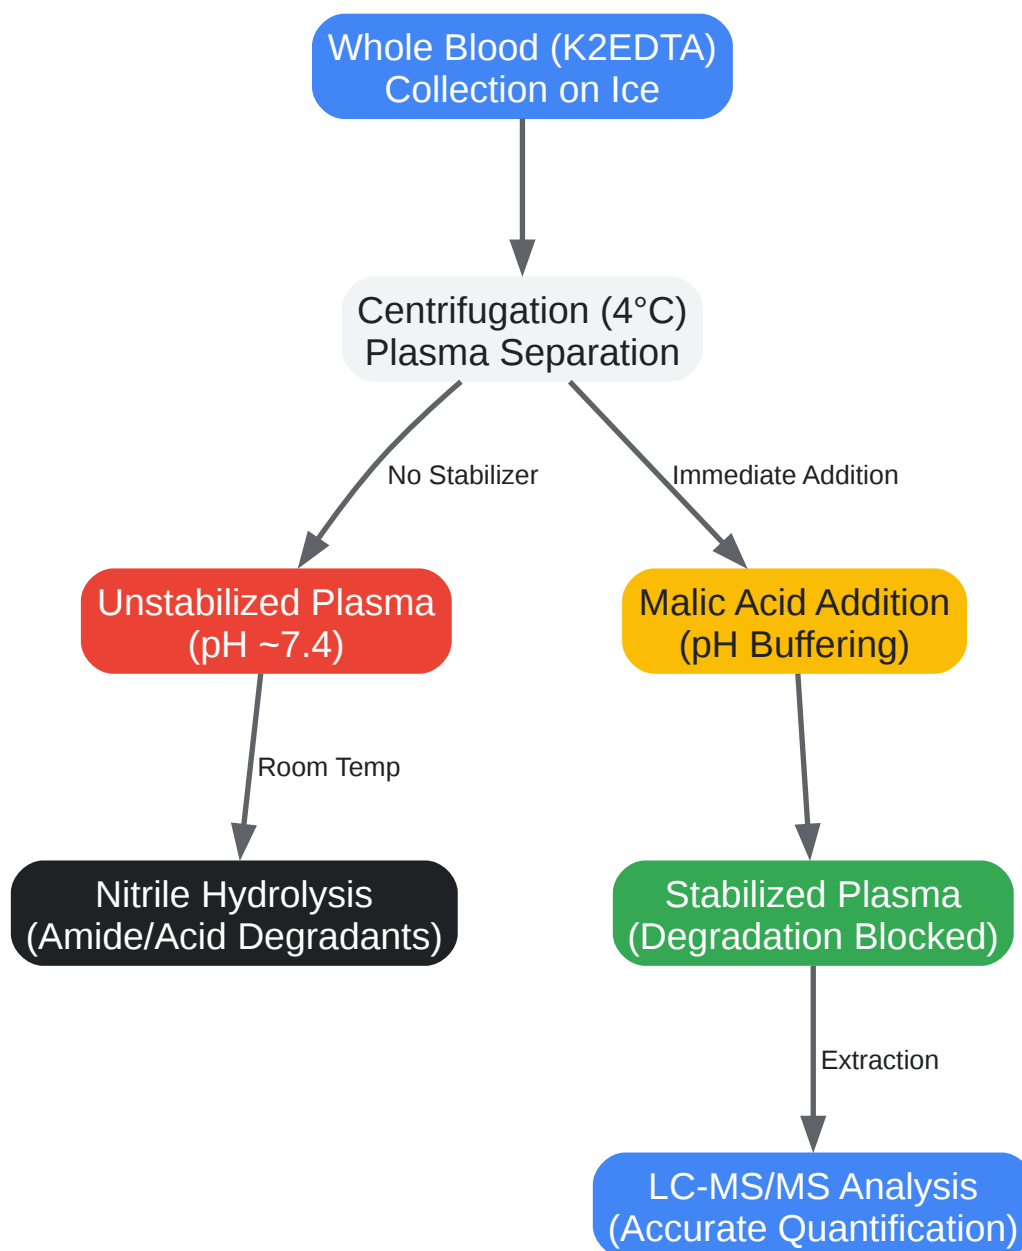 Whole Blood (K2EDTA)
Collection on Ice
Centrifugation (4°C)
Plasma Separation
No Stabilizer
Immediate Addition
Unstabilized Plasma
(pH ~7.4)
Malic Acid Addition
(pH Buffering)
Room Temp
Nitrile Hydrolysis
(Amide/Acid Degradants)
Stabilized Plasma
(Degradation Blocked)
Extraction
LC-MS/MS Analysis
(Accurate Quantification)